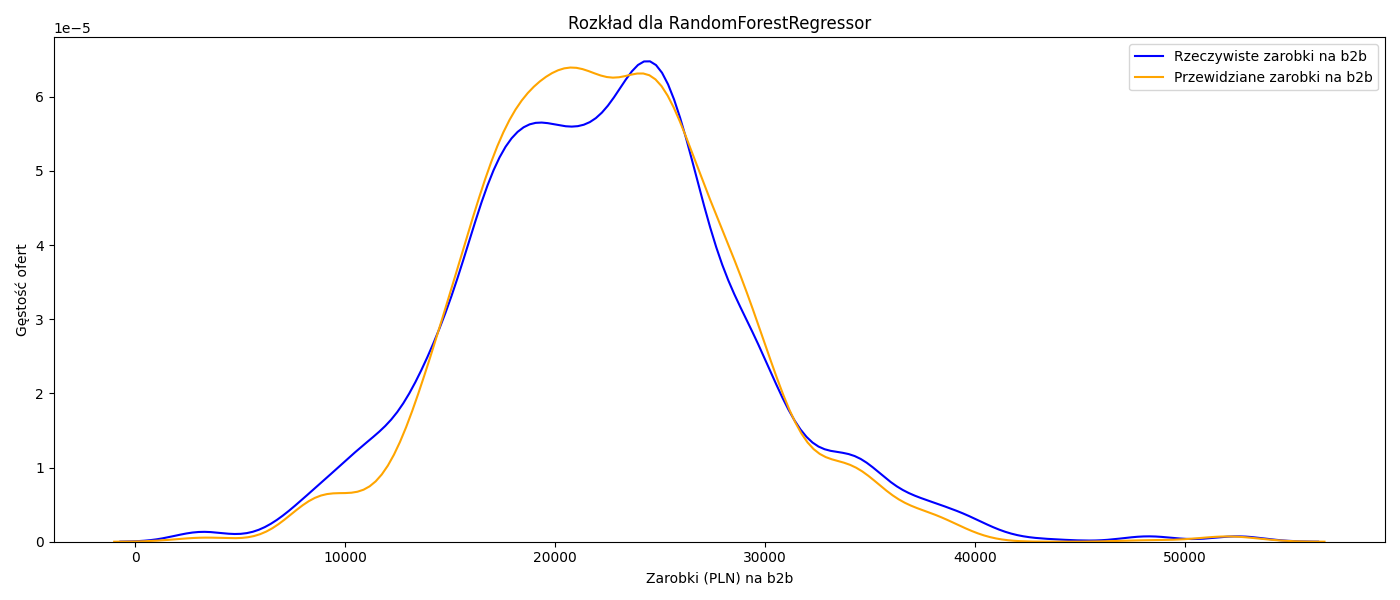 Rozkład dla RandomForestRegressor
1e−5
Rzeczywiste zarobki na b2b
Przewidziane zarobki na b2b
6
5
4
3
2
1
0
Gęstość ofert
0 10000 20000 30000 40000 50000
Zarobki (PLN) na b2b